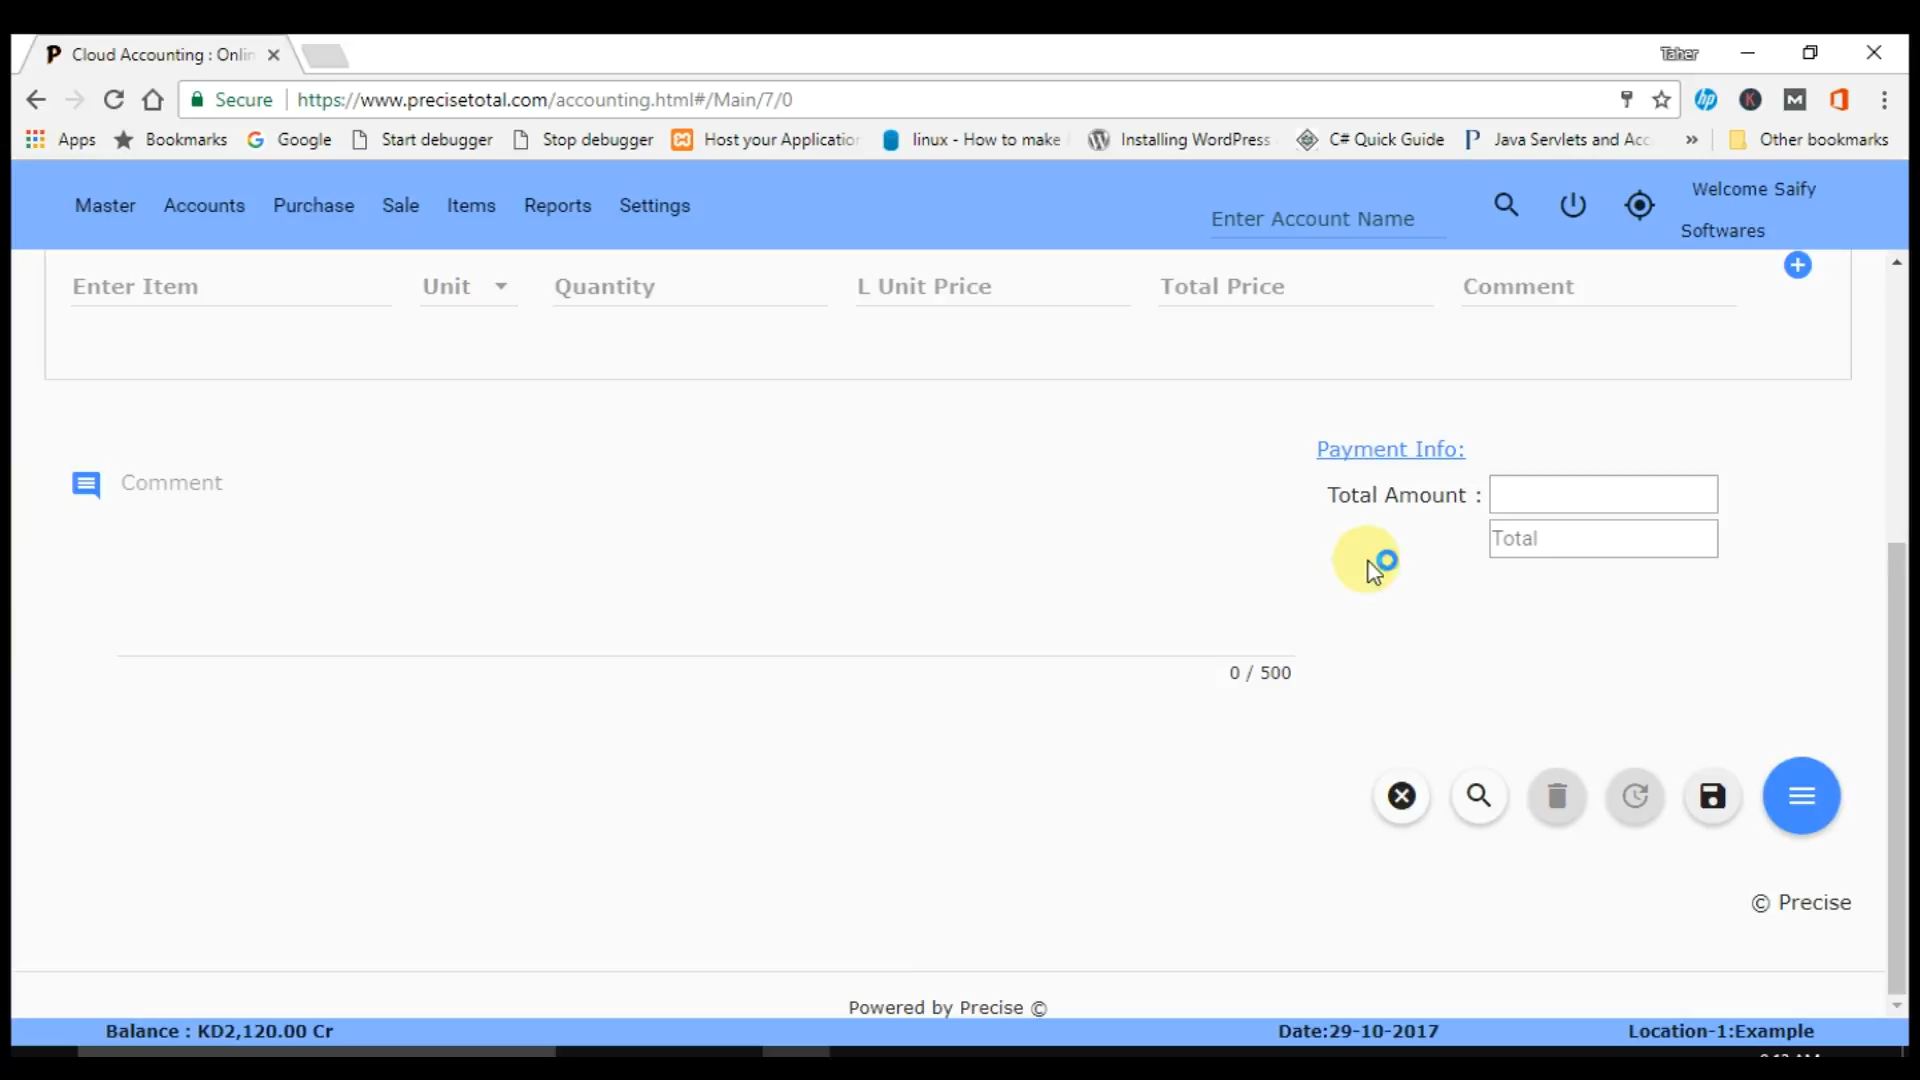 Cloud Accounting : Onlin
Taher
Secure https://www.precisetotal.com/accounting.html#/Main/7/0
Apps Bookmarks Google Start debugger Stop debugger Host your Application linux - How to make Installing WordPress C# Quick Guide Java Servlets and Acc » Other bookmarks
Master Accounts Purchase Sale Items Reports Settings Enter Account Name Welcome Saify
Softwares
Enter Item Unit Quantity L Unit Price Total Price Comment
Payment Info:
Comment
Total Amount :
Total
0 / 500
© Precise
Powered by Precise ©
Balance : KD2,120.00 Cr Date:29-10-2017 Location-1:Example